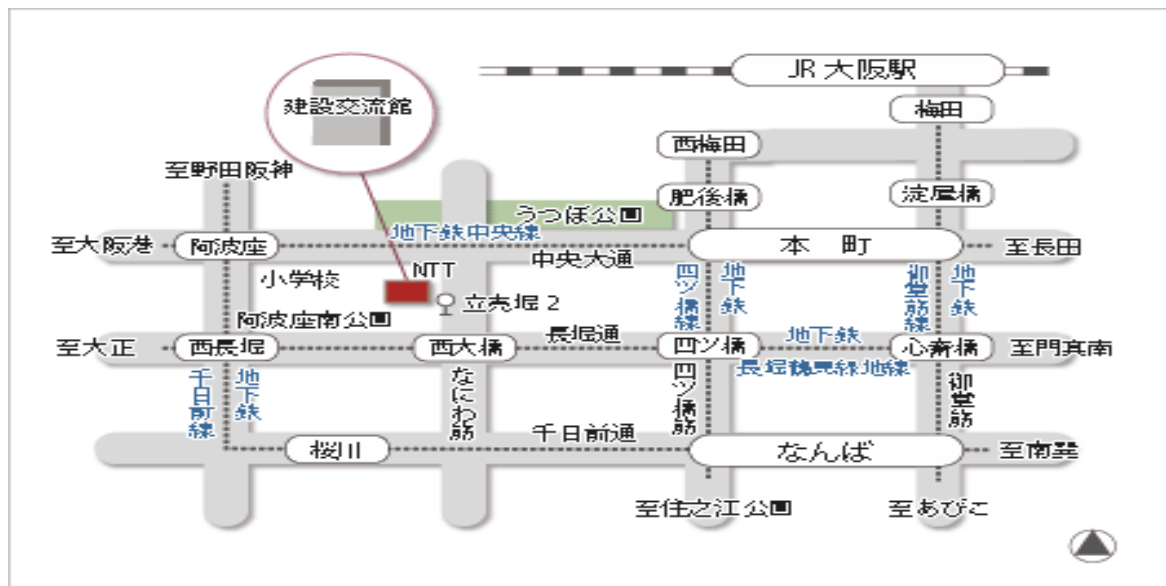 JR 大阪駅
建設交流館
梅田
西梅田
至野田阪神
肥後橋
淀屋橋
うつぼ公園
地下鉄中央線
至大阪港
阿波座
本 町
至長田
中央大通
小学校
NTT
四ツ橋線
地下鉄
御堂筋線
地下鉄
立売堀 2
阿波座南公園
長堀通
地下鉄
至大正
西長堀
西大橋
四ツ橋
心斎橋
至門真南
長堀鶴見緑地線
千日前線
地下鉄
なにわ筋
四ツ橋筋
御堂筋
千日前通
桜川
なんば
至南巽
至住之江公園
至あびこ